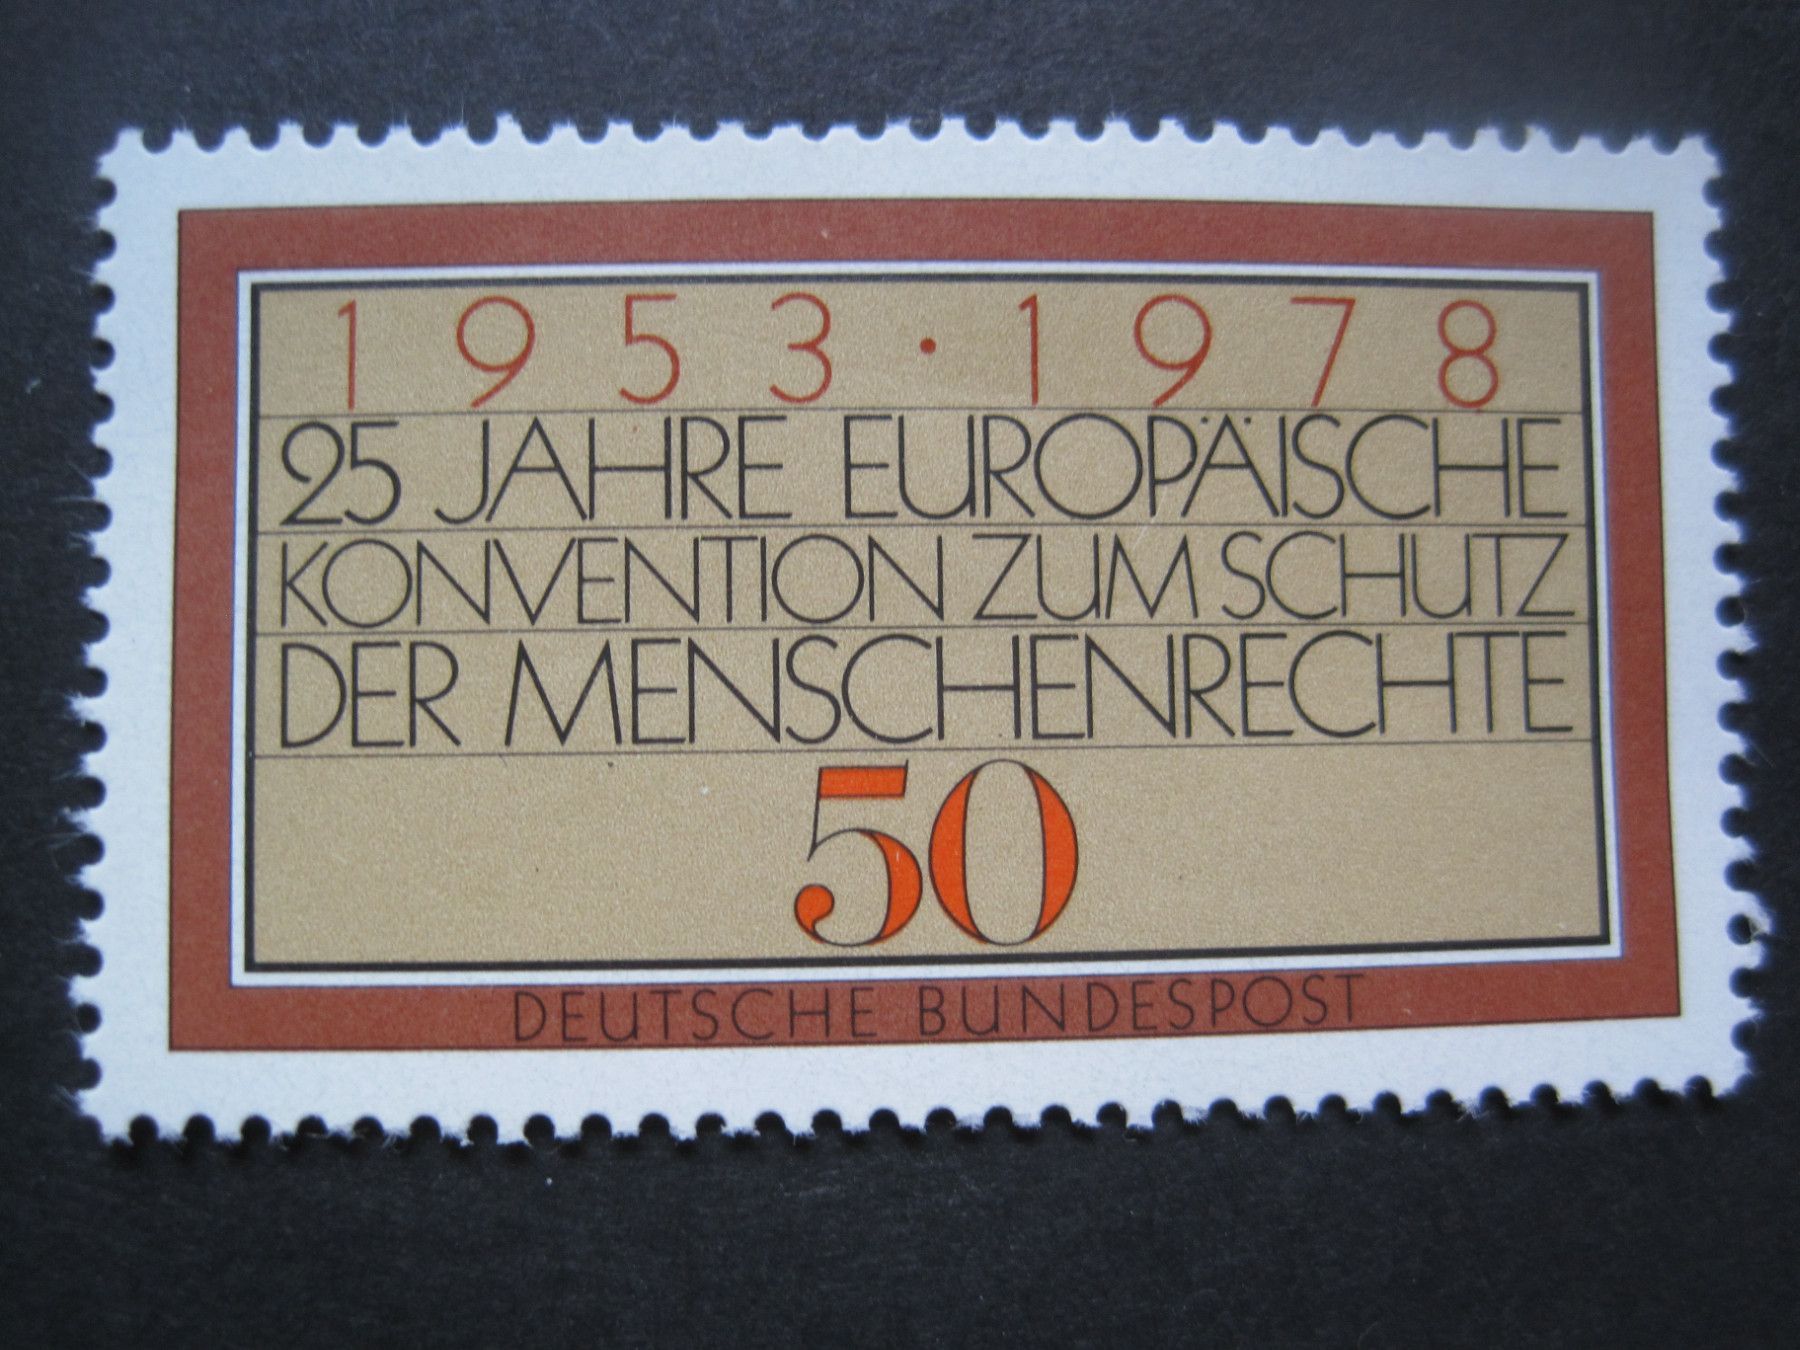 1953·1978
25 JAHRE EUROPÄISCHE
KONVENTION ZUM SCHUTZ
DER MENSCHENRECHTE
50
DEUTSCHE BUNDESPOST